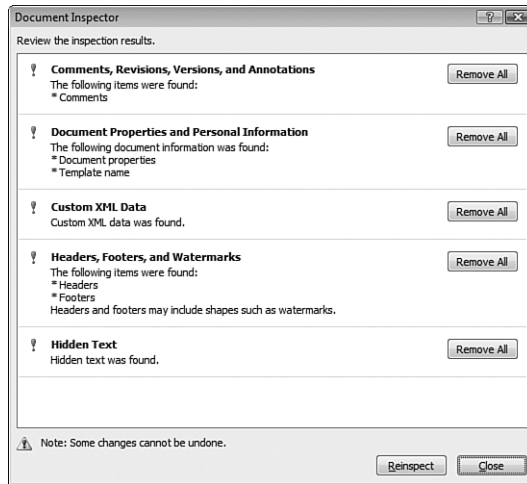 Document Inspector
Review the inspection results.
Comments, Revisions, Versions, and Annotations
Remove All
The following items were found:
* Comments
Document Properties and Personal Information
Remove All
The following document information was found:
* Document properties
* Template name
Custom XML Data
Remove All
Custom XML data was found.
Headers, Footers, and Watermarks
Remove All
The following items were found:
* Headers
* Footers
Headers and footers may include shapes such as watermarks.
Hidden Text
Remove All
Hidden text was found.
Note: Some changes cannot be undone.
Reinspect Close